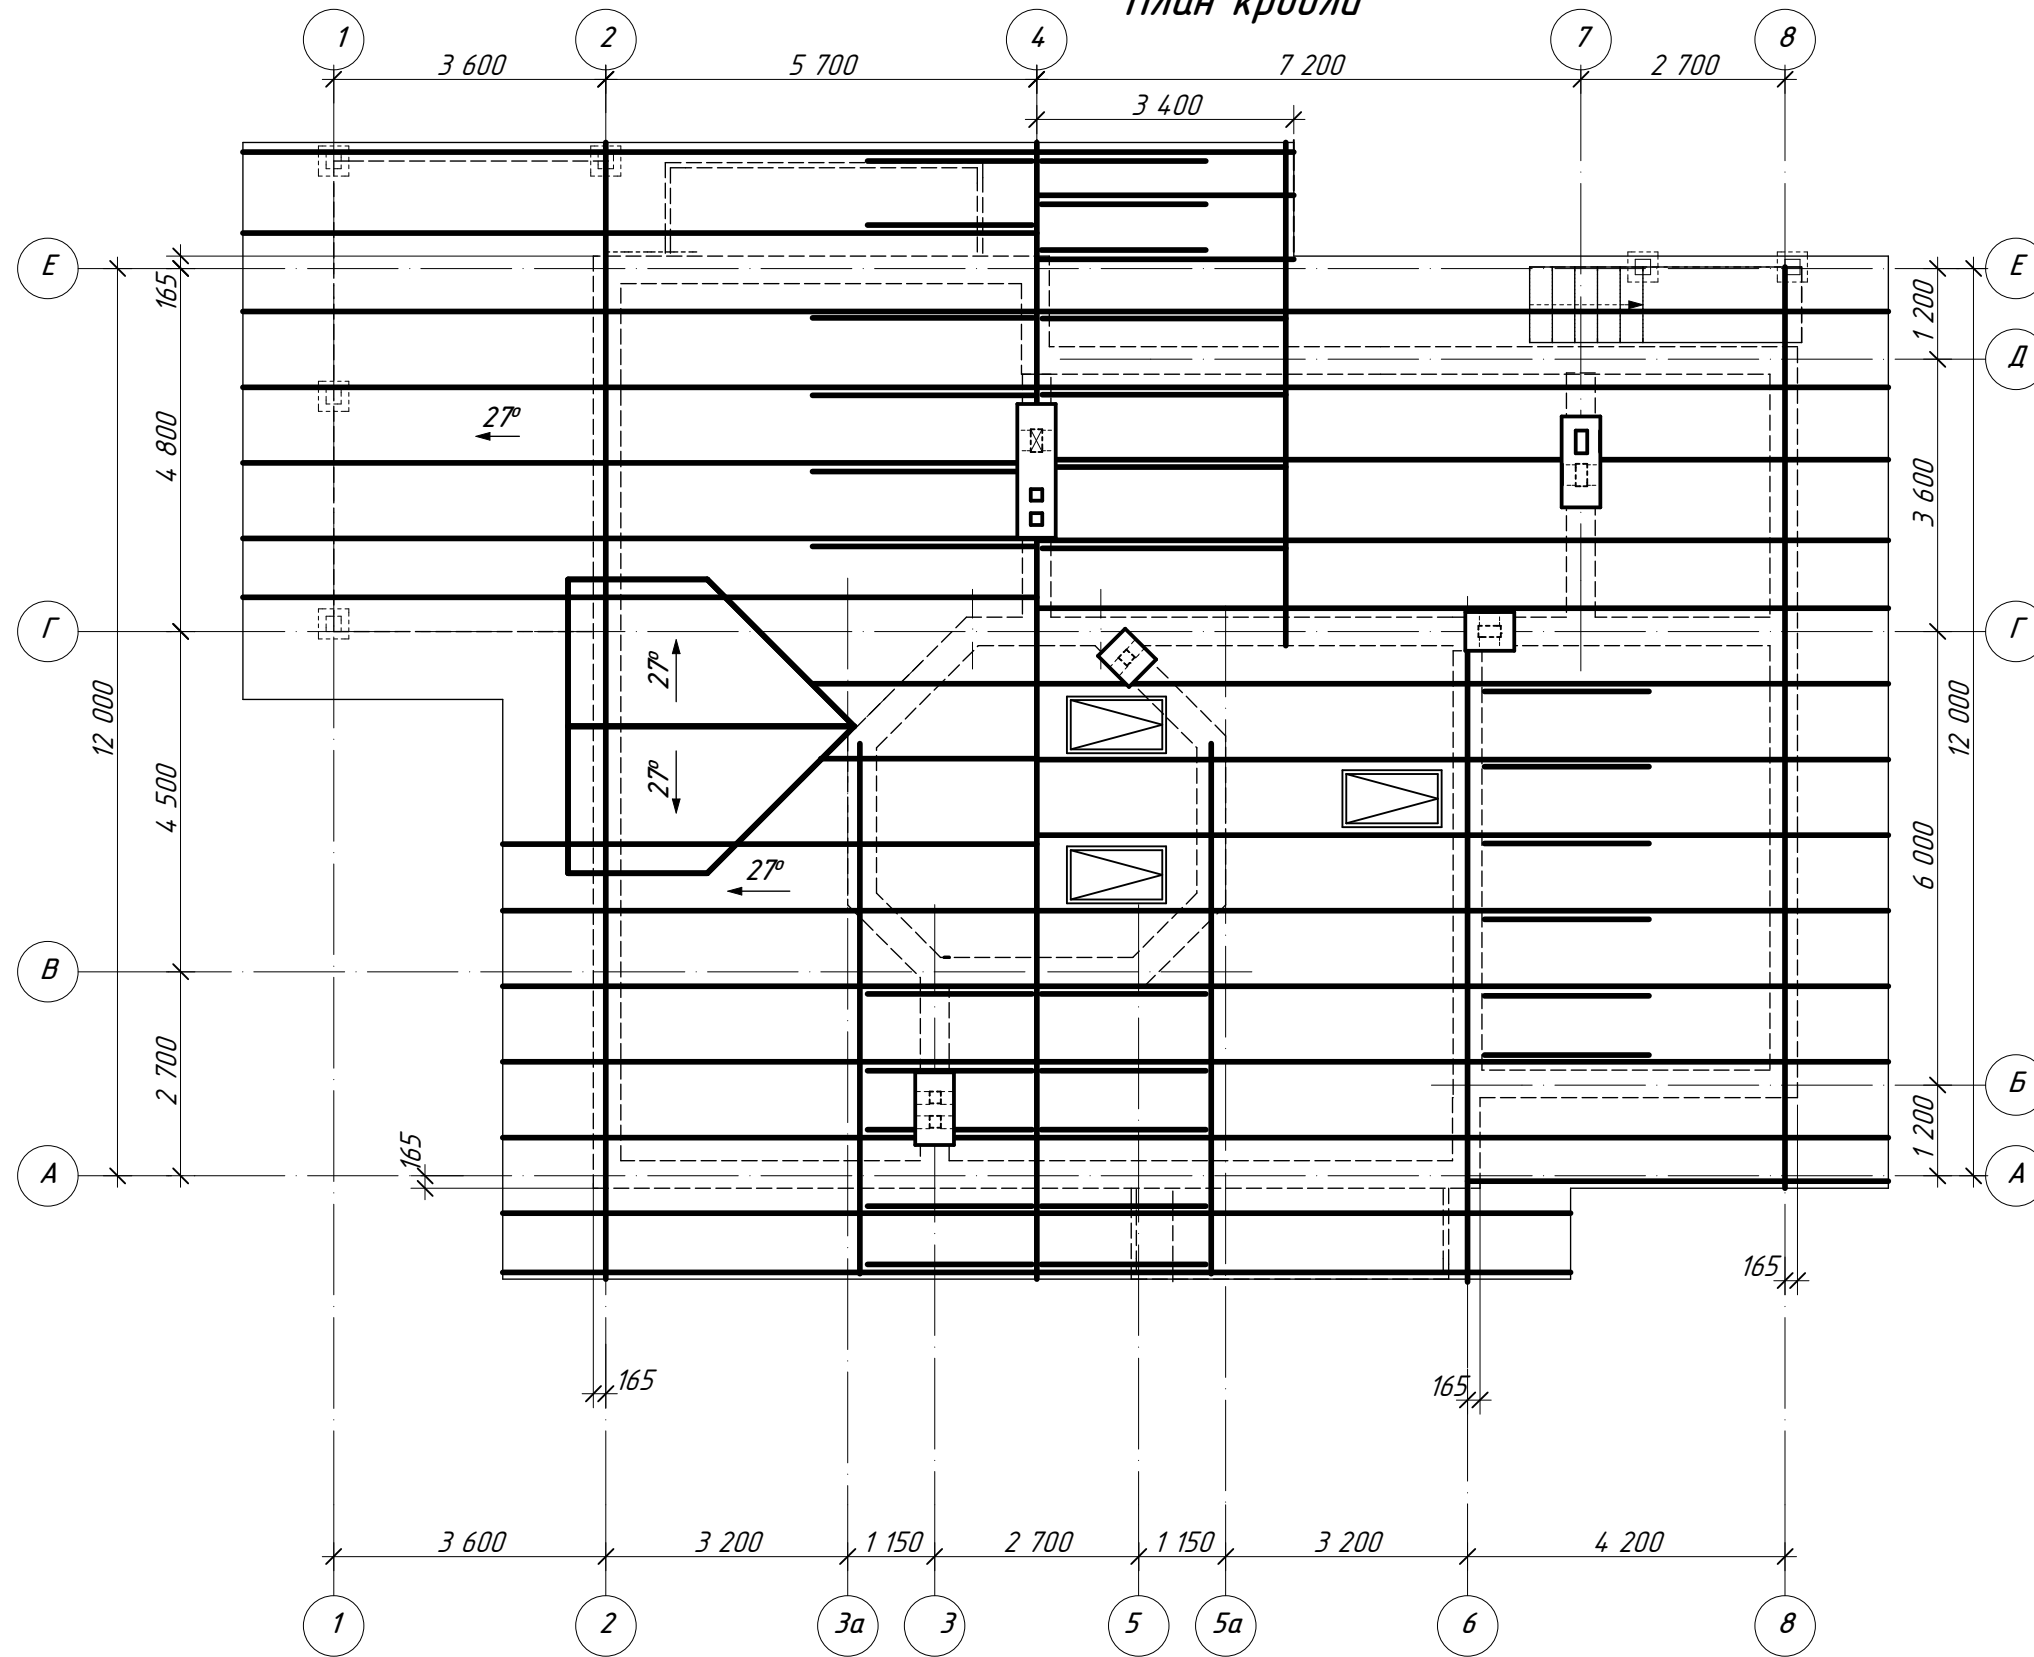 План кровли
1 2 4 7 8
3 600 5 700 7 200 2 700
3 400
Е Е
165
1 200
Д
27°
4 800
3 600
Г Г
27°
12 000
12 000
27°
4 500
6 000
27°
В
2 700
Б
165
1 200
А А
165
165
165
3 600 3 200 1 150 2 700 1 150 3 200 4 200
1 2 3а 3 5 5а 6 8